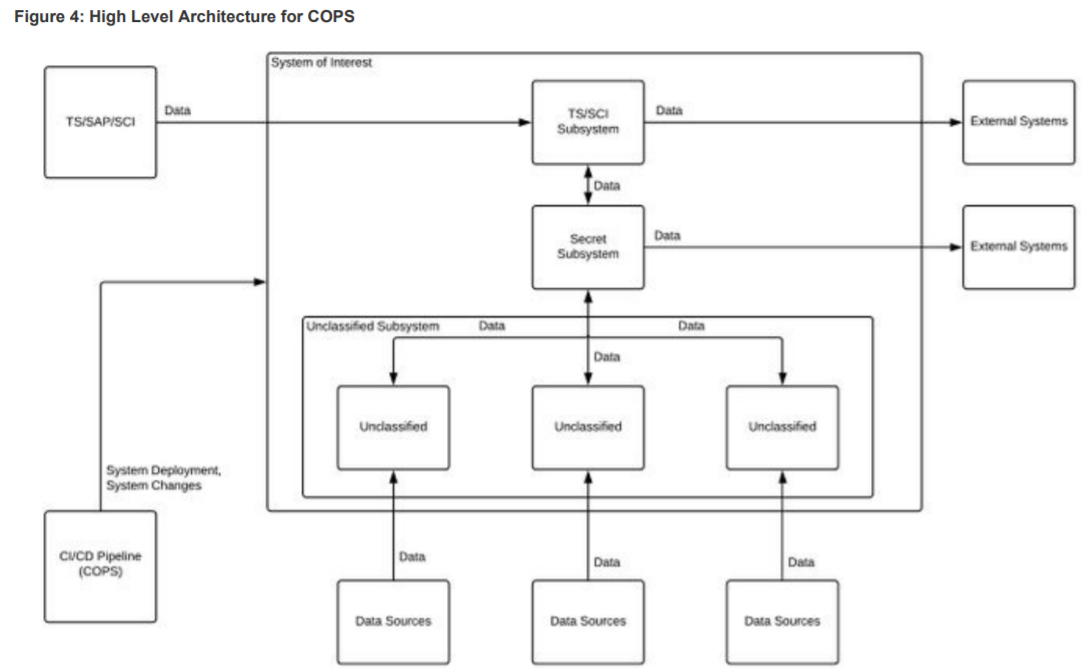 Figure 4: High Level Architecture for COPS
System of Interest
TS/SAP/SCI
Data
TS/SCI
Subsystem
Data
External Systems
Data
Secret
Subsystem
Data
External Systems
Unclassified Subsystem
Data
Data
Data
Unclassified
Unclassified
Unclassified
System Deployment,
System Changes
CI/CD Pipeline
(COPS)
Data
Data
Data
Data Sources
Data Sources
Data Sources